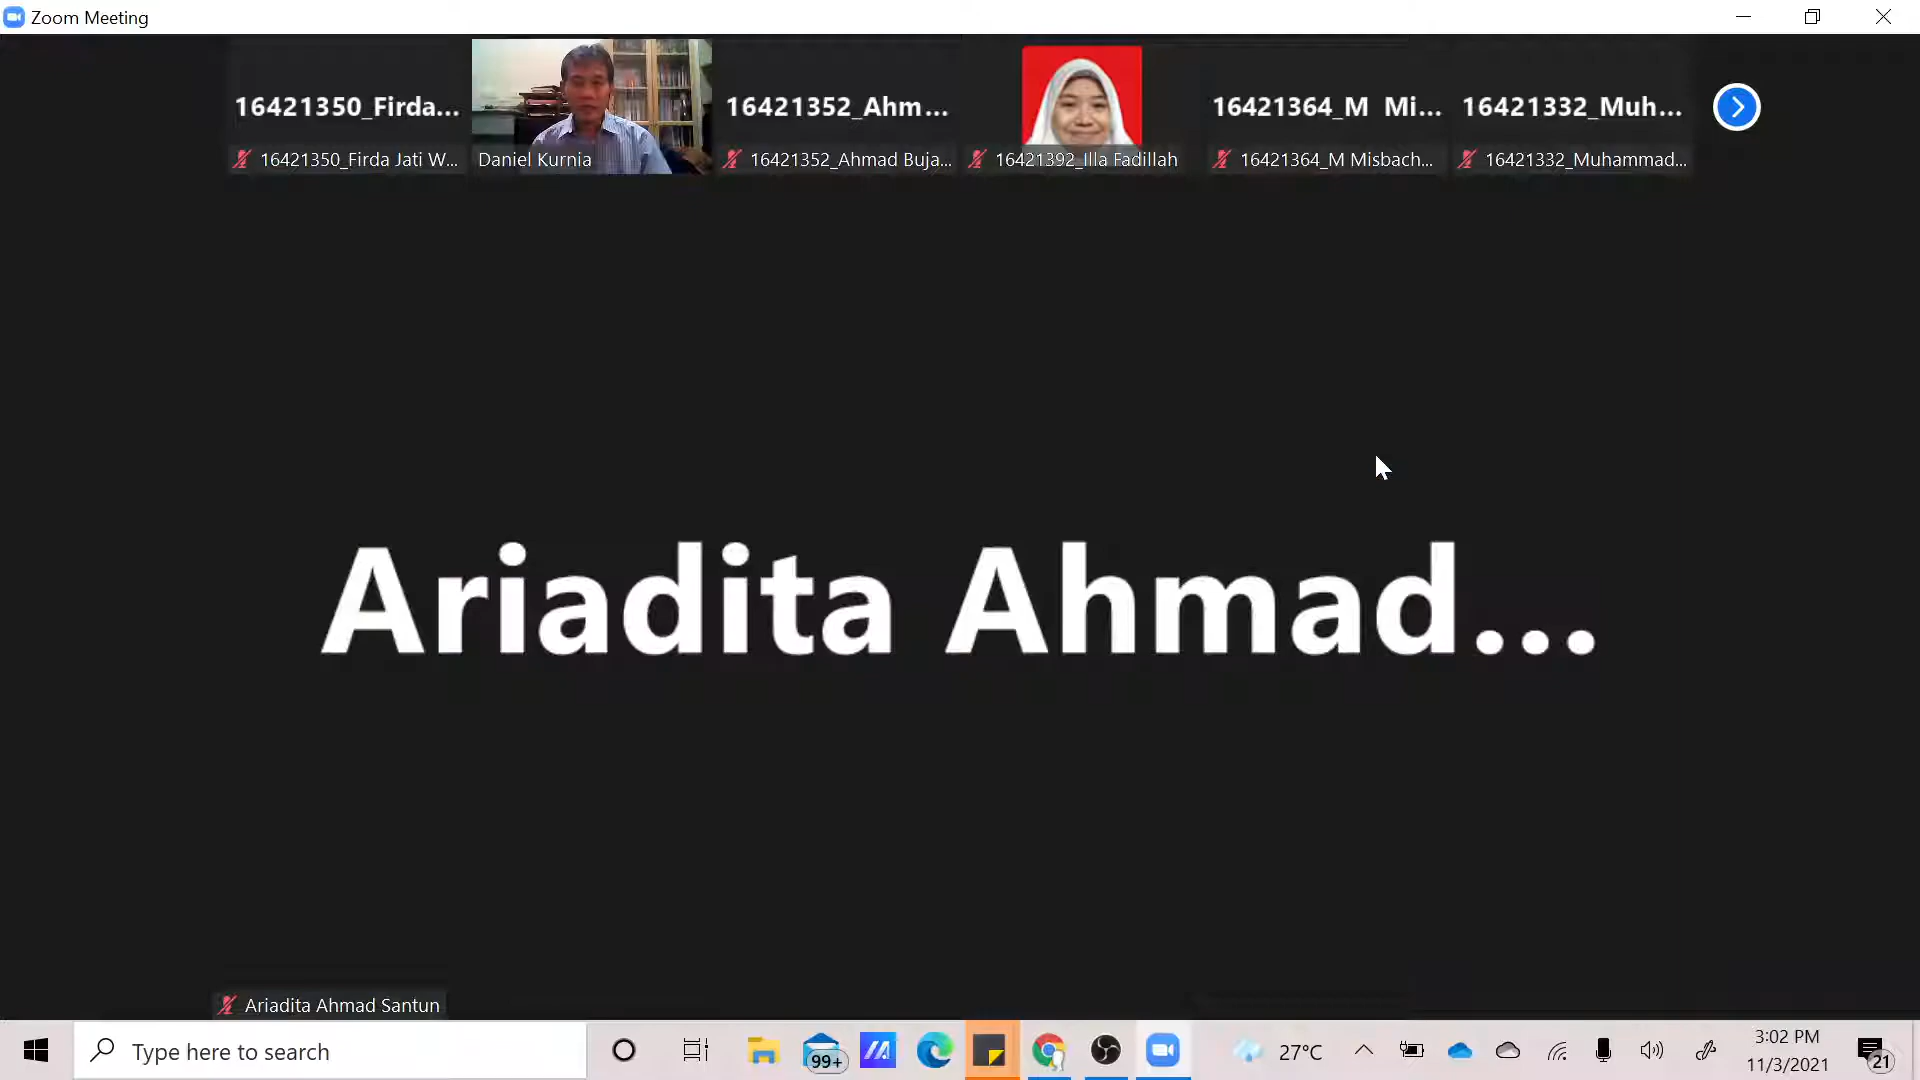 Zoom Meeting
16421350_Firda...
16421352_Ahm...
16421364_M Mi...
16421332_Muh...
16421350_Firda Jati W...
Daniel Kurnia
16421352_Ahmad Buja...
16421392_Illa Fadillah
16421364_M Misbach...
16421332_Muhammad...
Ariadita Ahmad...
Ariadita Ahmad Santun
Type here to search
99+
27°C
3:02 PM
11/3/2021
21